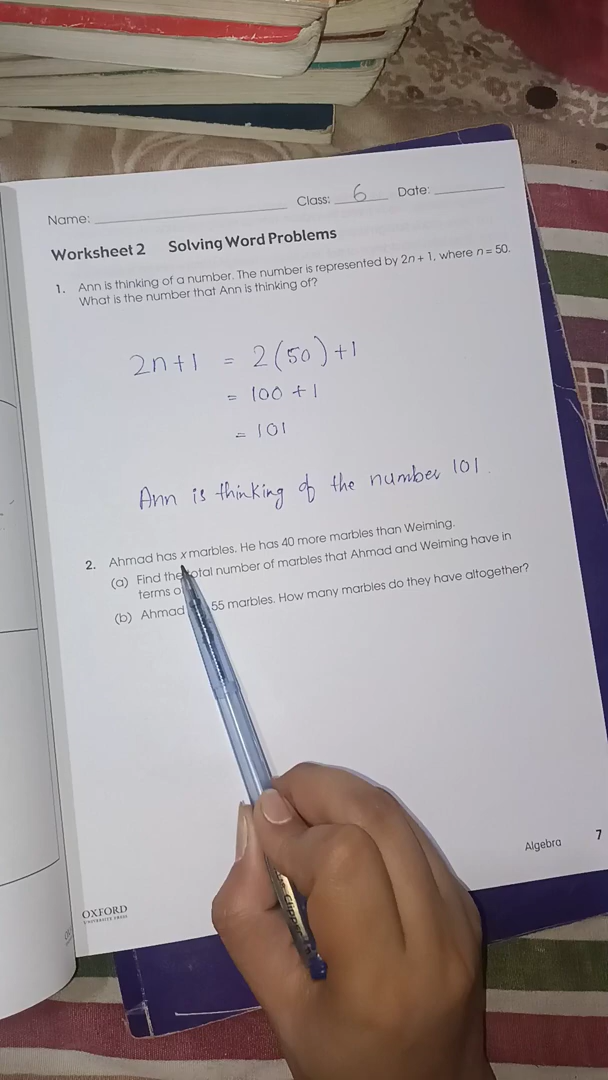 Name:
Class: 6
Date:
Worksheet 2 Solving Word Problems
1. Ann is thinking of a number. The number is represented by 2n + 1, where n = 50.
What is the number that Ann is thinking of?
2n+1 = 2(50)+1
= 100 + 1
= 101
Ann is thinking of the number 101.
2. Ahmad has x marbles. He has 40 more marbles than Weiming.
(a) Find the total number of marbles that Ahmad and Weiming have in
terms o
(b) Ahmad 55 marbles. How many marbles do they have altogether?
Algebra 7
OXFORD
UNIVERSITY PRESS